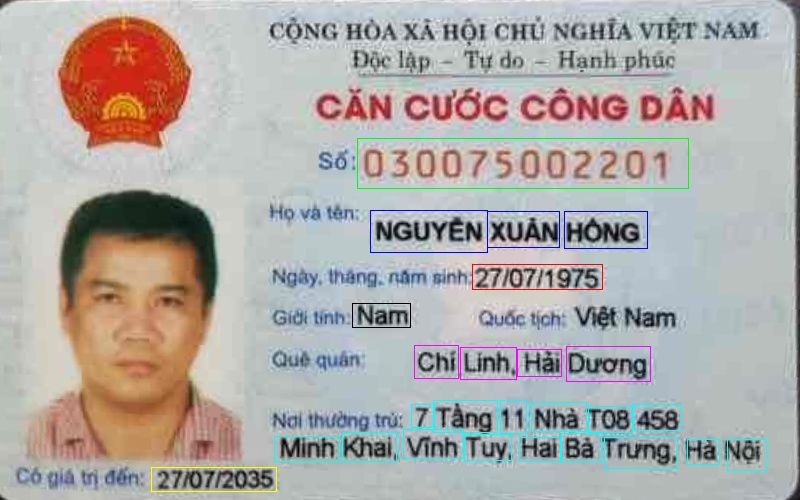 CỘNG HÒA XÃ HỘI CHỦ NGHĨA VIỆT NAM
Độc lập - Tự do - Hạnh phúc
CĂN CƯỚC CÔNG DÂN
Số: 030075002201
Họ và tên: NGUYỄN XUÂN HỒNG
Ngày, tháng, năm sinh: 27/07/1975
Giới tính: Nam Quốc tịch: Việt Nam
Quê quán: Chí Linh, Hải Dương
Nơi thường trú: 7 Tầng 11 Nhà T08 458
Minh Khai, Vĩnh Tuy, Hai Bà Trưng, Hà Nội
Có giá trị đến: 27/07/2035